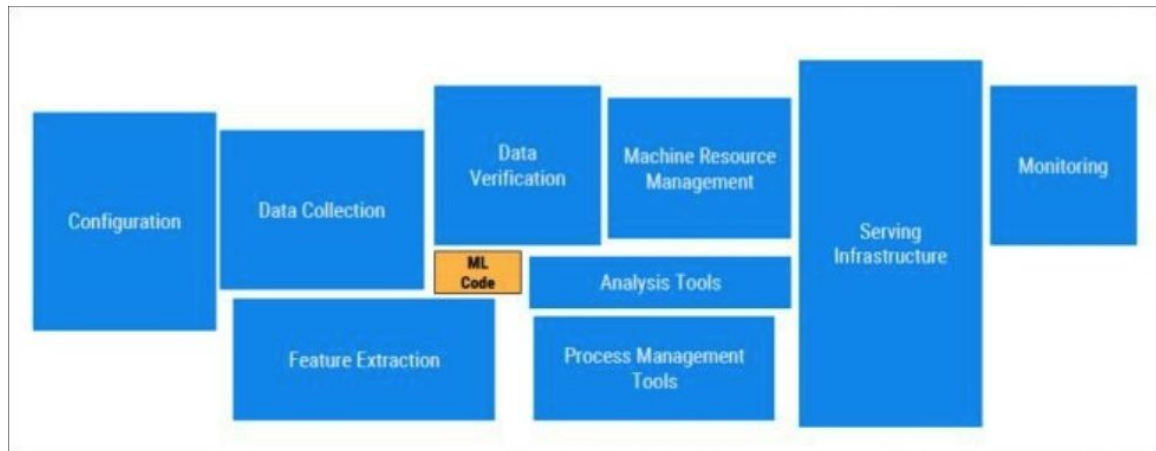 Configuration
Data Collection
Feature Extraction
Data
Verification
ML
Code
Machine Resource
Management
Analysis Tools
Process Management
Tools
Serving
Infrastructure
Monitoring